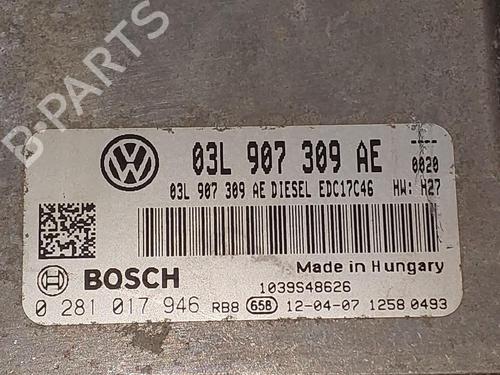 B-PARTS
03L 907 309 AE
----
0020
03L 907 309 AE DIESEL EDC17C46 HW: H27
BOSCH
Made in Hungary
1039S48626
0 281 017 946 RB8 658 12-04-07 1258 0493